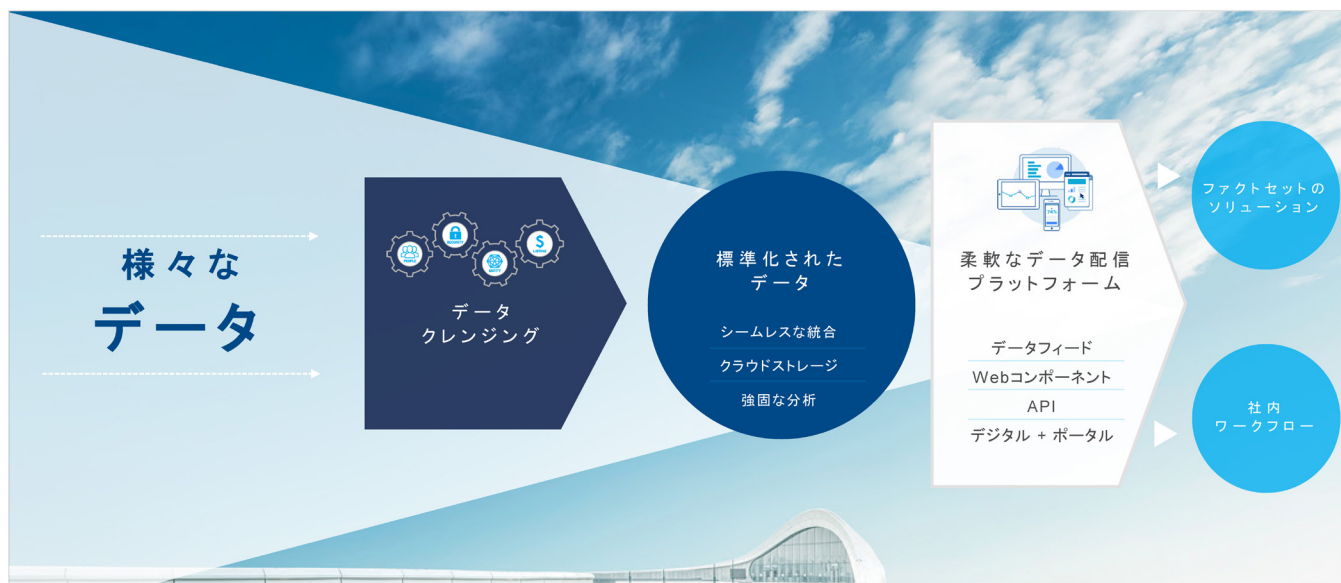 様々な
データ
PEOPLE
SECURITY
ENTITY
LISTING
データ
クレンジング
標準化された
データ
シームレスな統合
クラウドストレージ
強固な分析
柔軟なデータ配信
プラットフォーム
データフィード
Webコンポーネント
API
デジタル + ポータル
ファクトセットの
ソリューション
社内
ワークフロー